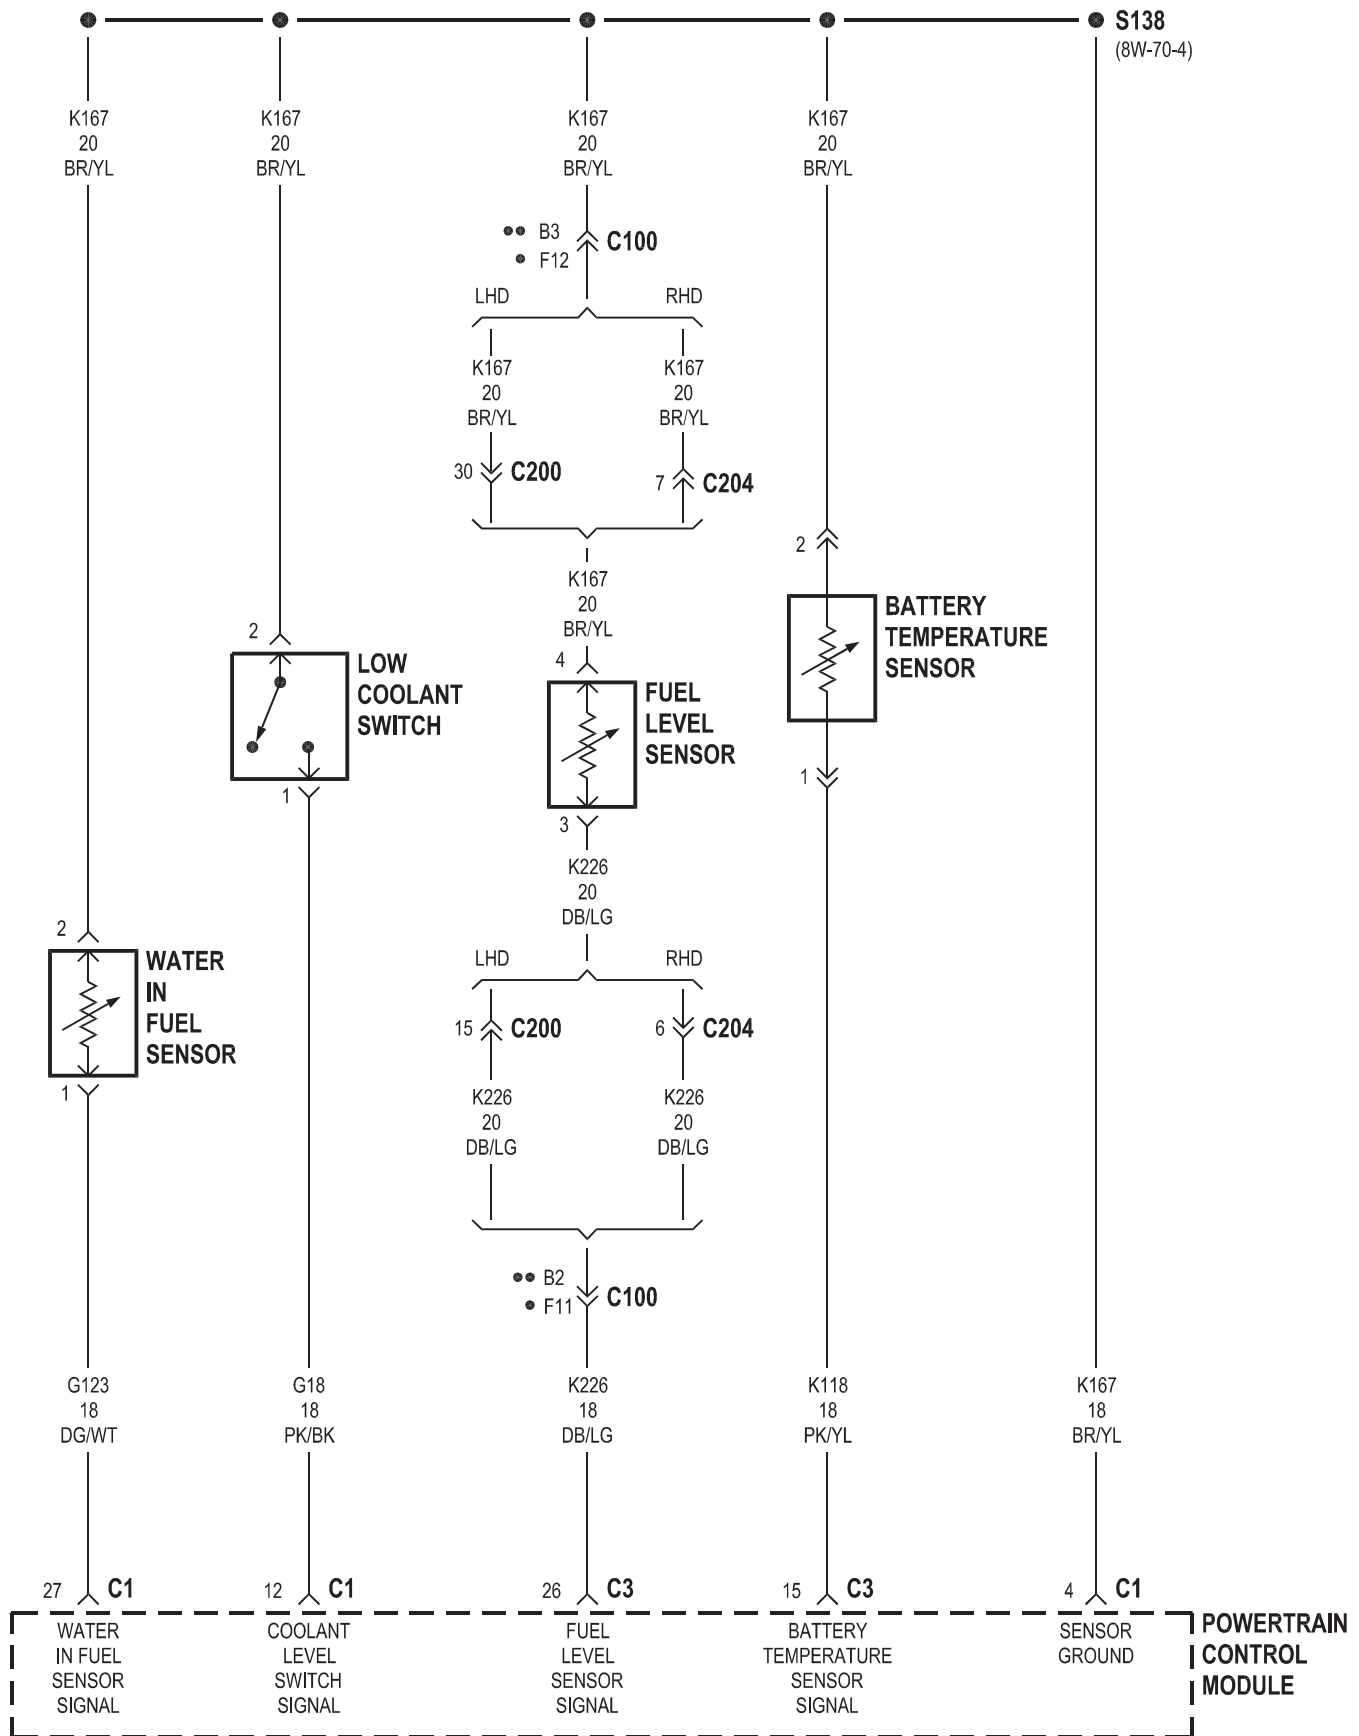 S138
(8W-70-4)
K167
20
BR/YL
K167
20
BR/YL
K167
20
BR/YL
K167
20
BR/YL
B3
F12
C100
LHD
RHD
K167
20
BR/YL
K167
20
BR/YL
30
C200
7
C204
K167
20
BR/YL
2
BATTERY
TEMPERATURE
SENSOR
1
2
LOW
COOLANT
SWITCH
1
4
FUEL
LEVEL
SENSOR
3
K226
20
DB/LG
2
WATER
IN
FUEL
SENSOR
1
LHD
RHD
15
C200
6
C204
K226
20
DB/LG
K226
20
DB/LG
B2
F11
C100
G123
18
DG/WT
G18
18
PK/BK
K226
18
DB/LG
K118
18
PK/YL
K167
18
BR/YL
27
C1
12
C1
26
C3
15
C3
4
C1
WATER
IN FUEL
SENSOR
SIGNAL
COOLANT
LEVEL
SWITCH
SIGNAL
FUEL
LEVEL
SENSOR
SIGNAL
BATTERY
TEMPERATURE
SENSOR
SIGNAL
SENSOR
GROUND
POWERTRAIN
CONTROL
MODULE